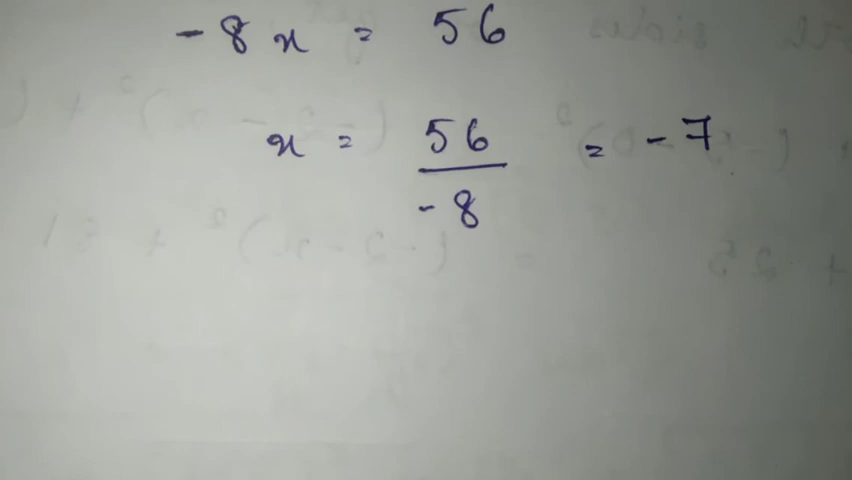 -8x = 56
x = 56/-8 = -7